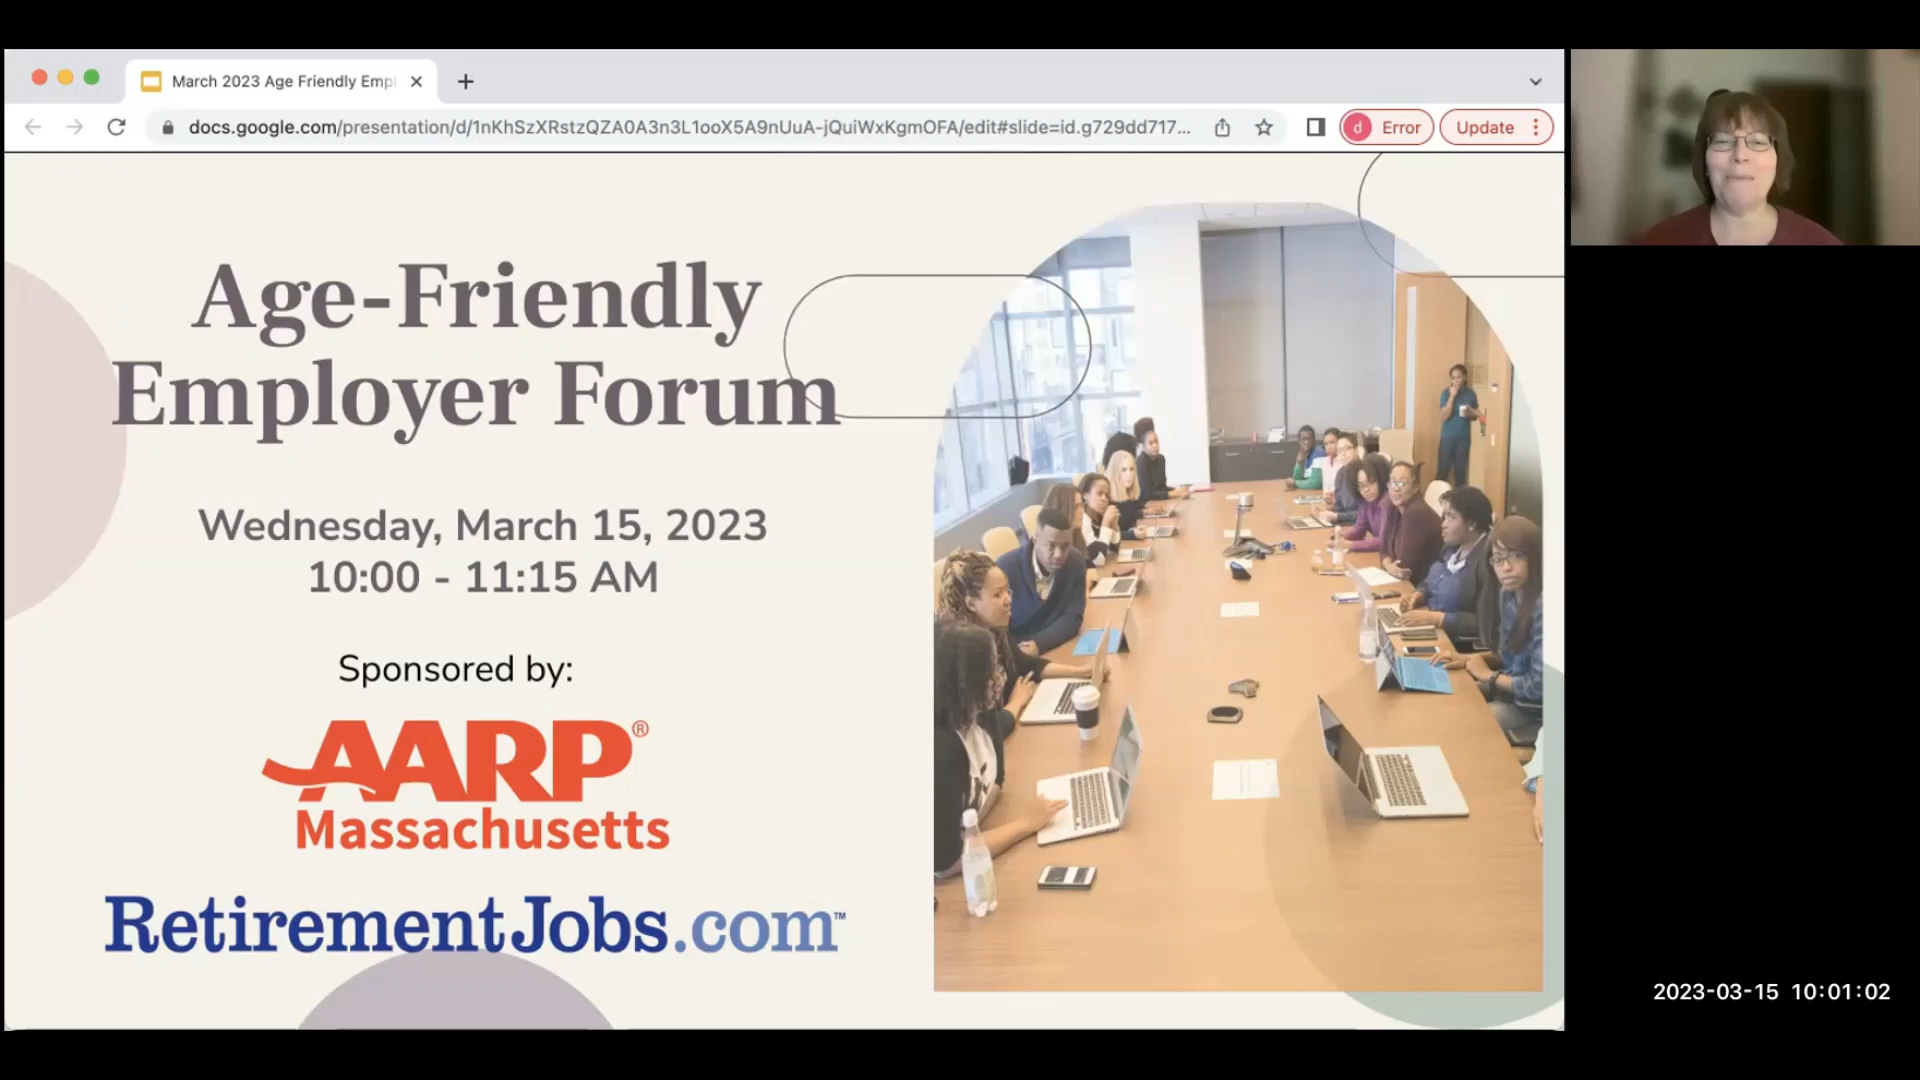 March 2023 Age Friendly Emp
docs.google.com/presentation/d/1nKhSzXRstzQZA0A3n3L1ooX5A9nUuA-jQuiWxKgmOFA/edit#slide=id.g729dd717...
d Error
Update
Age-Friendly
Employer Forum
Wednesday, March 15, 2023
10:00 - 11:15 AM
Sponsored by:
AARP®
Massachusetts
RetirementJobs.com™
2023-03-15 10:01:02